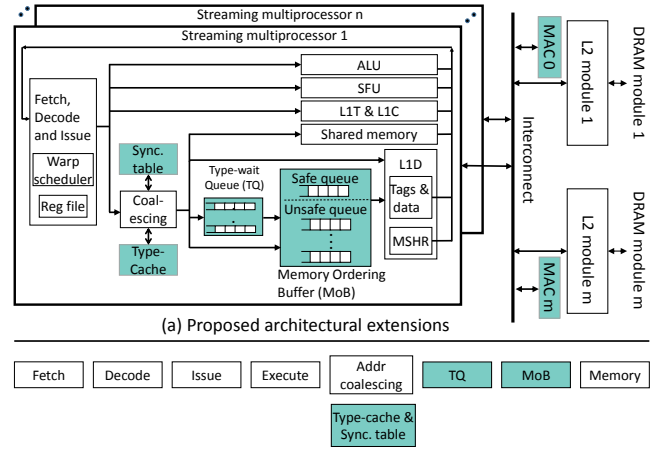 Streaming multiprocessor n
Streaming multiprocessor 1
Fetch,
Decode
and Issue
Warp
scheduler
Reg file
Sync.
table
Coal-
escing
Type-
Cache
ALU
SFU
L1T & L1C
Shared memory
Type-wait
Queue (TQ)
Safe queue
Unsafe queue
Memory Ordering
Buffer (MoB)
L1D
Tags &
data
MSHR
Interconnect
MAC 0
L2 module 1
DRAM module 1
MAC m
L2 module m
DRAM module m
(a) Proposed architectural extensions
Fetch
Decode
Issue
Execute
Addr
coalescing
TQ
MoB
Memory
Type-cache &
Sync. table